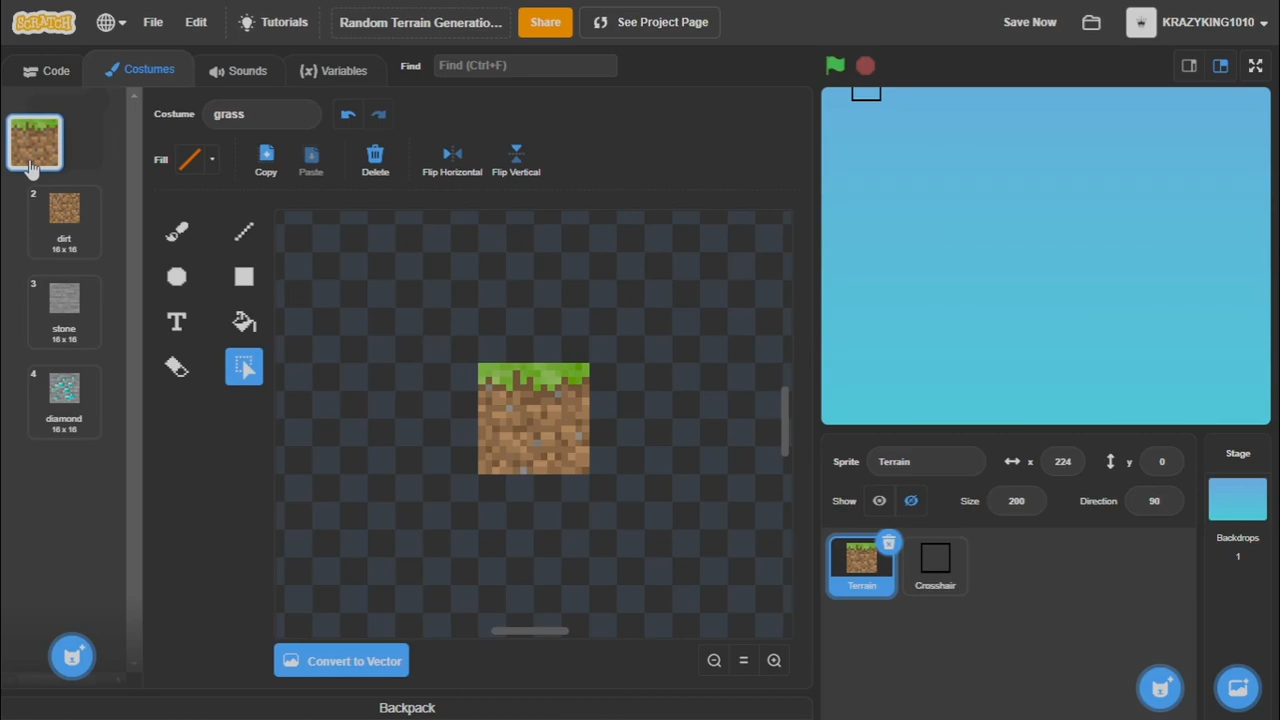 SCRATCH File Edit Tutorials Random Terrain Generatio... Share See Project Page Save Now KRAZYKING1010
Code Costumes Sounds (x) Variables Find Find (Ctrl+F)
Costume grass
Fill Copy Paste Delete Flip Horizontal Flip Vertical
2
dirt
16 x 16
3
stone
16 x 16
4
diamond
16 x 16
T
Convert to Vector
Backpack
Sprite Terrain x 224 y 0
Show Size 200 Direction 90
Terrain
Crosshair
Stage
Backdrops
1